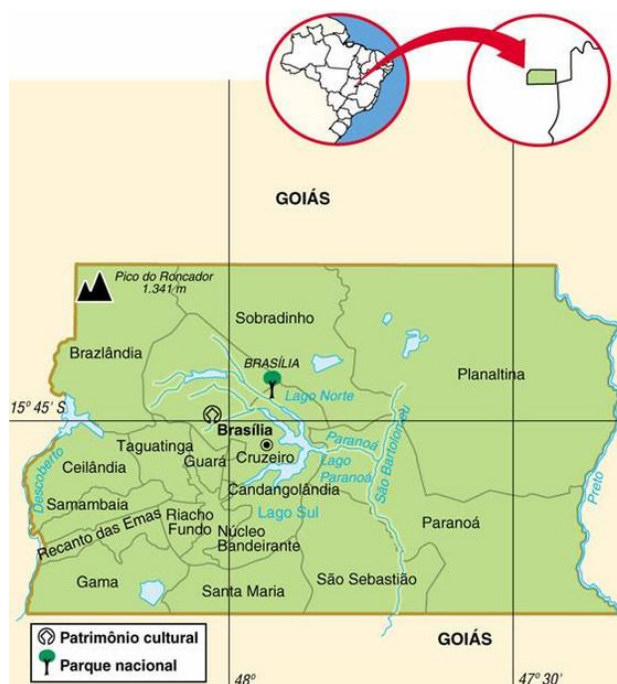 GOIÁS
Pico do Roncador
1.341 m
Sobradinho
Brazlândia
BRASÍLIA
Planaltina
Lago Norte
15º 45' S
Brasília
Taguatinga
Guará
Cruzeiro
Paranoá
Lago
Paranoá
São Bartolomeu
Ceilândia
Descoberto
Candangolândia
Samambaia
Preto
Riacho
Fundo
Lago Sul
Recanto das Emas
Núcleo
Bandeirante
Paranoá
Gama
Santa Maria
São Sebastião
GOIÁS
Patrimônio cultural
Parque nacional
48º
47º 30'